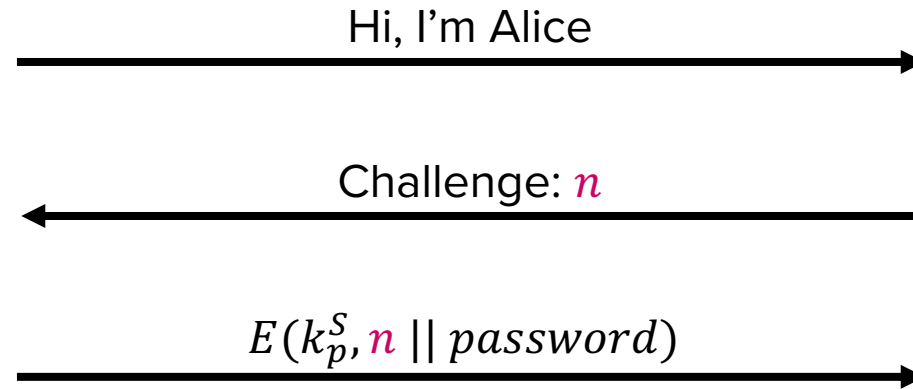 Hi, I’m Alice
Challenge: n
E(k_p^S, n || password)